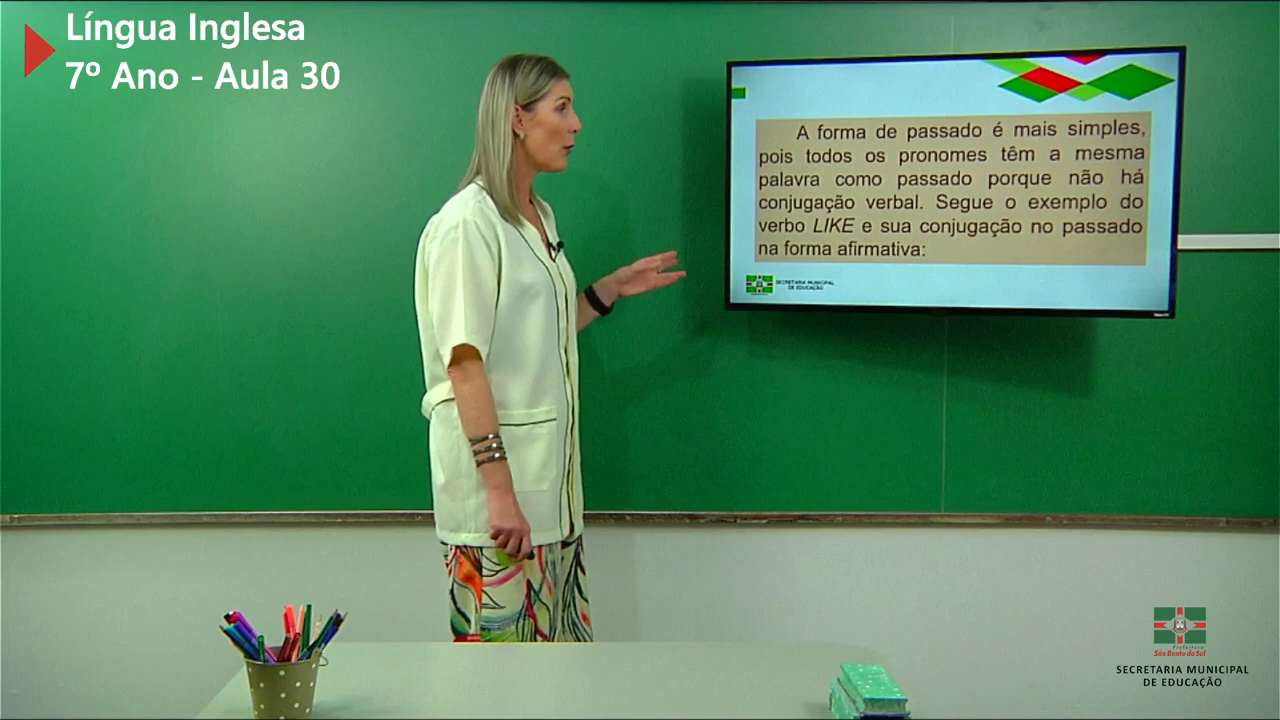 Língua Inglesa
7º Ano - Aula 30
A forma de passado é mais simples,
pois todos os pronomes têm a mesma
palavra como passado porque não há
conjugação verbal. Segue o exemplo do
verbo LIKE e sua conjugação no passado
na forma afirmativa:
SECRETARIA MUNICIPAL
DE EDUCAÇÃO
Prefeitura
São Bento do Sul
SECRETARIA MUNICIPAL
DE EDUCAÇÃO